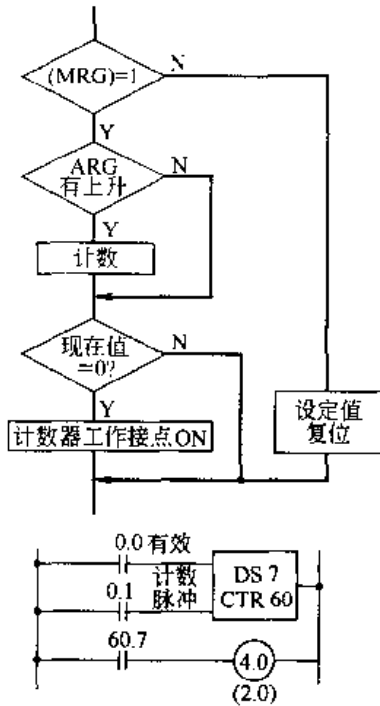 (MRG)=1
N
Y
ARG
有上升
N
Y
计数
现在值
=0?
N
Y
计数器工作接点ON
设定值
复位
0.0 有效
0.1
计数
脉冲
DS 7
CTR 60
60.7
4.0
(2.0)